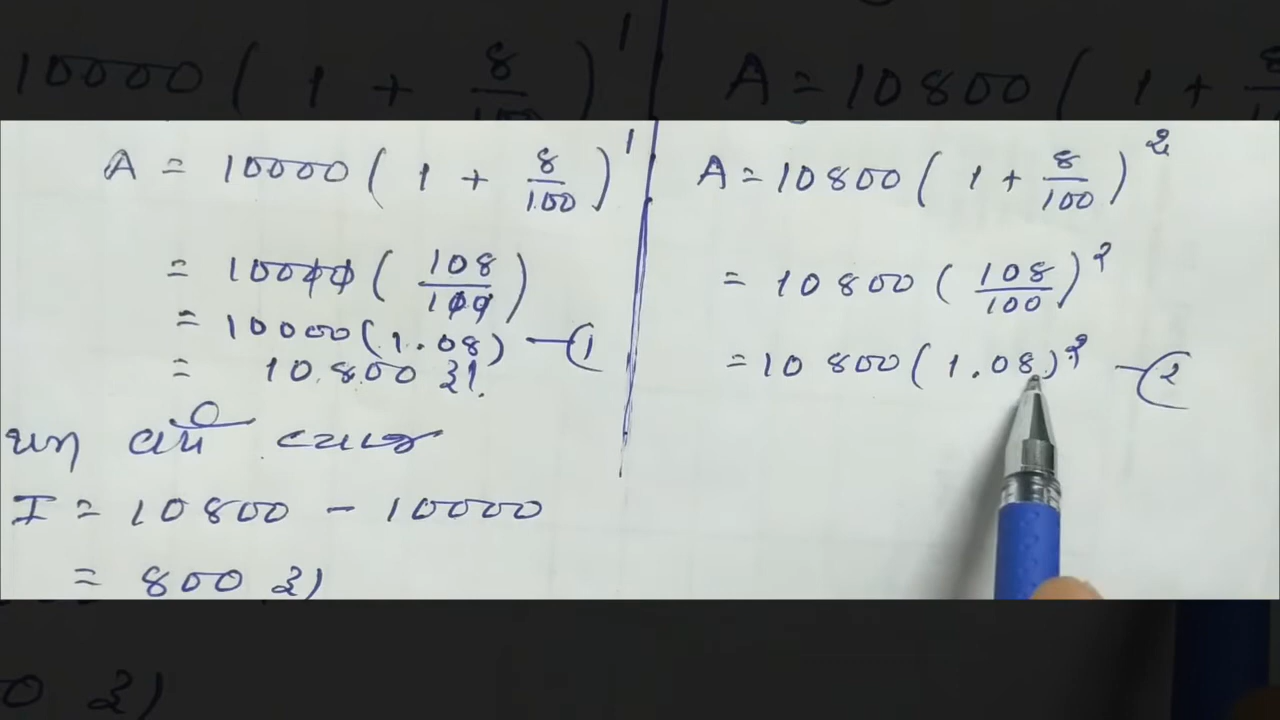 A = 10000 ( 1 + 8/100 )^1
= 10000 ( 108/100 )
= 10000 (1.08) — ①
= 10.800
I = 10800 - 10000
= 800
A = 10800 ( 1 + 8/100 )^2
= 10800 ( 108/100 )^2
= 10800 ( 1.08 )^2 — ②